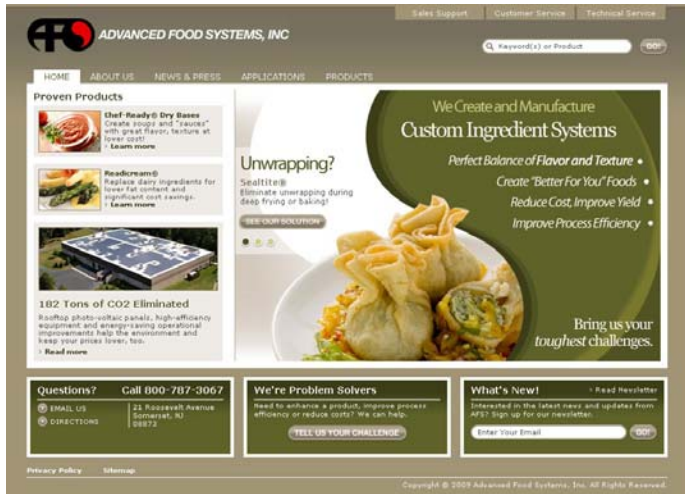 Sales Support
Customer Service
Technical Service
AFS
ADVANCED FOOD SYSTEMS, INC
Keyword(s) or Product
GO!
HOME
ABOUT US
NEWS & PRESS
APPLICATIONS
PRODUCTS
Proven Products
Chef-Ready® Dry Bases
Create soups and "sauces"
with great flavor, texture at
lower cost!
› Learn more
Readicream®
Replace dairy ingredients for
lower fat content and
significant cost savings.
› Learn more
182 Tons of CO2 Eliminated
Rooftop photo-voltaic panels, high-efficiency
equipment and energy-saving operational
improvements help the environment and
keep your prices lower, too.
› Read more
Unwrapping?
Sealtite®
Eliminate unwrapping during
deep frying or baking!
SEE OUR SOLUTION
We Create and Manufacture
Custom Ingredient Systems
Perfect Balance of Flavor and Texture •
Create "Better For You" Foods •
Reduce Cost, Improve Yield •
Improve Process Efficiency •
Bring us your
toughest challenges.
Questions?
Call 800-787-3067
EMAIL US
DIRECTIONS
21 Roosevelt Avenue
Somerset, NJ
08873
We're Problem Solvers
Need to enhance a product, improve process
efficiency or reduce costs? We can help.
TELL US YOUR CHALLENGE
What's New!
› Read Newsletter
Interested in the latest news and updates from
AFS? Sign up for our newsletter.
Enter Your Email
GO!
Privacy Policy
Sitemap
Copyright © 2009 Advanced Food Systems, Inc. All Rights Reserved.